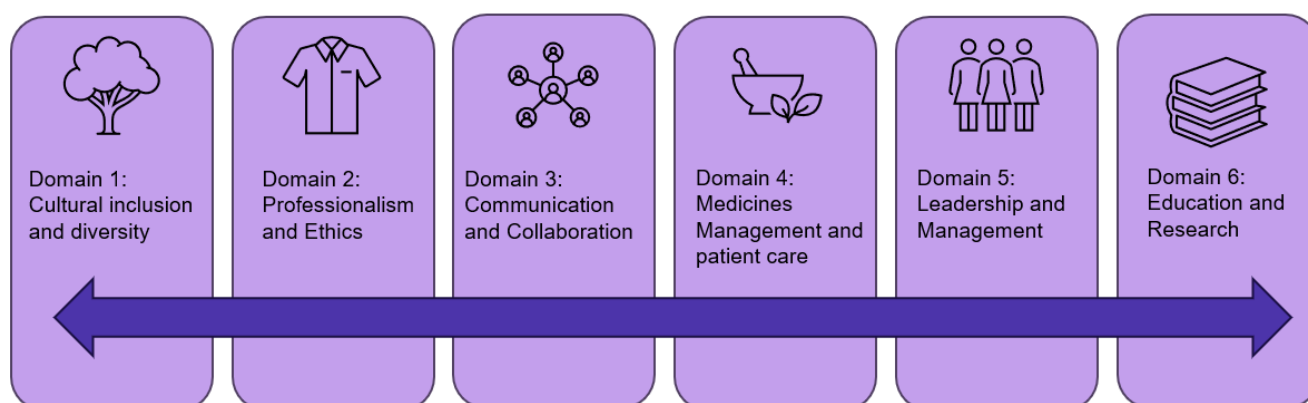 Domain 1:
Cultural inclusion
and diversity
Domain 2:
Professionalism
and Ethics
Domain 3:
Communication
and Collaboration
Domain 4:
Medicines
Management and
patient care
Domain 5:
Leadership and
Management
Domain 6:
Education and
Research